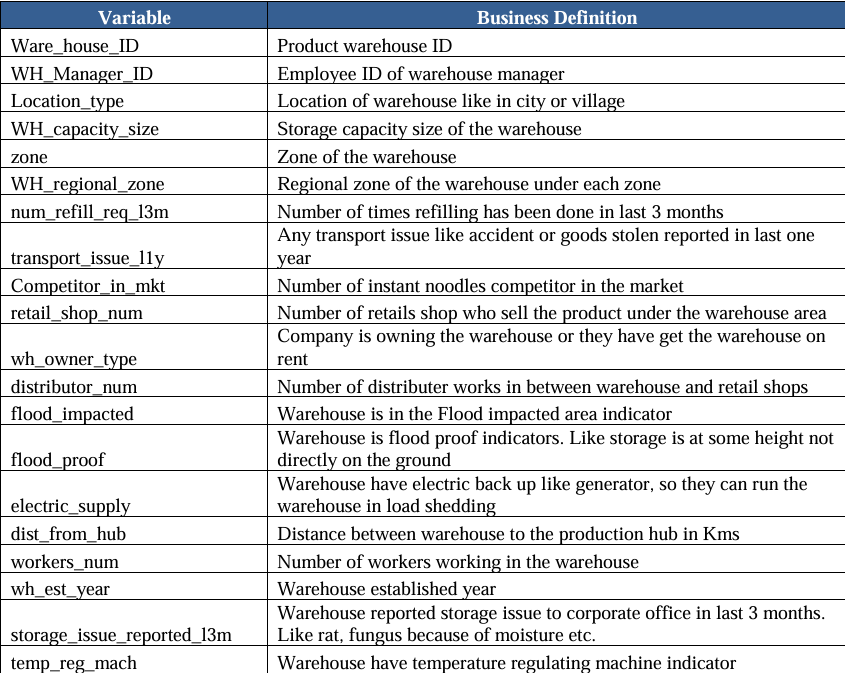 Variable Business Definition
Ware_house_ID Product warehouse ID
WH_Manager_ID Employee ID of warehouse manager
Location_type Location of warehouse like in city or village
WH_capacity_size Storage capacity size of the warehouse
zone Zone of the warehouse
WH_regional_zone Regional zone of the warehouse under each zone
num_refill_req_l3m Number of times refilling has been done in last 3 months
Any transport issue like accident or goods stolen reported in last one
transport_issue_l1y year
Competitor_in_mkt Number of instant noodles competitor in the market
retail_shop_num Number of retails shop who sell the product under the warehouse area
Company is owning the warehouse or they have get the warehouse on
wh_owner_type rent
distributor_num Number of distributer works in between warehouse and retail shops
flood_impacted Warehouse is in the Flood impacted area indicator
Warehouse is flood proof indicators. Like storage is at some height not
flood_proof directly on the ground
Warehouse have electric back up like generator, so they can run the
electric_supply warehouse in load shedding
dist_from_hub Distance between warehouse to the production hub in Kms
workers_num Number of workers working in the warehouse
wh_est_year Warehouse established year
Warehouse reported storage issue to corporate office in last 3 months.
storage_issue_reported_l3m Like rat, fungus because of moisture etc.
temp_reg_mach Warehouse have temperature regulating machine indicator